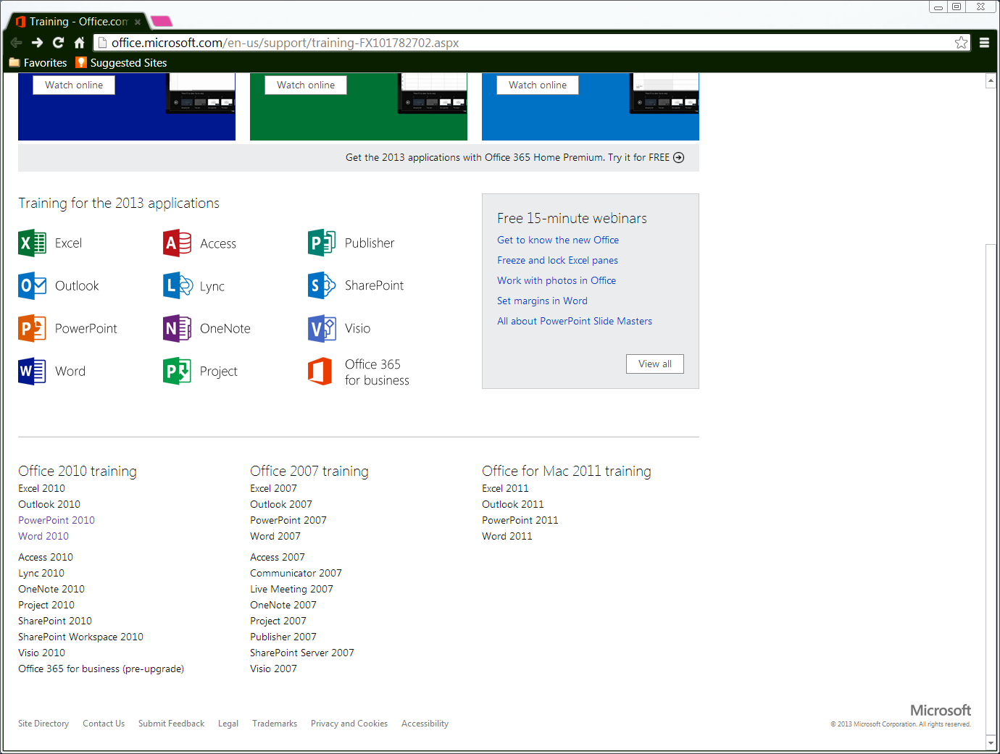 Training - Office.com
office.microsoft.com/en-us/support/training-FX101782702.aspx
Favorites
Suggested Sites
Watch online
Watch online
Watch online
Get the 2013 applications with Office 365 Home Premium. Try it for FREE
Training for the 2013 applications
Excel
Access
Publisher
Outlook
Lync
SharePoint
PowerPoint
OneNote
Visio
Word
Project
Office 365
for business
Free 15-minute webinars
Get to know the new Office
Freeze and lock Excel panes
Work with photos in Office
Set margins in Word
All about PowerPoint Slide Masters
View all
Office 2010 training
Excel 2010
Outlook 2010
PowerPoint 2010
Word 2010
Access 2010
Lync 2010
OneNote 2010
Project 2010
SharePoint 2010
SharePoint Workspace 2010
Visio 2010
Office 365 for business (pre-upgrade)
Office 2007 training
Excel 2007
Outlook 2007
PowerPoint 2007
Word 2007
Access 2007
Communicator 2007
Live Meeting 2007
OneNote 2007
Project 2007
Publisher 2007
SharePoint Server 2007
Visio 2007
Office for Mac 2011 training
Excel 2011
Outlook 2011
PowerPoint 2011
Word 2011
Site Directory Contact Us Submit Feedback Legal Trademarks Privacy and Cookies Accessibility
Microsoft
© 2013 Microsoft Corporation. All rights reserved.